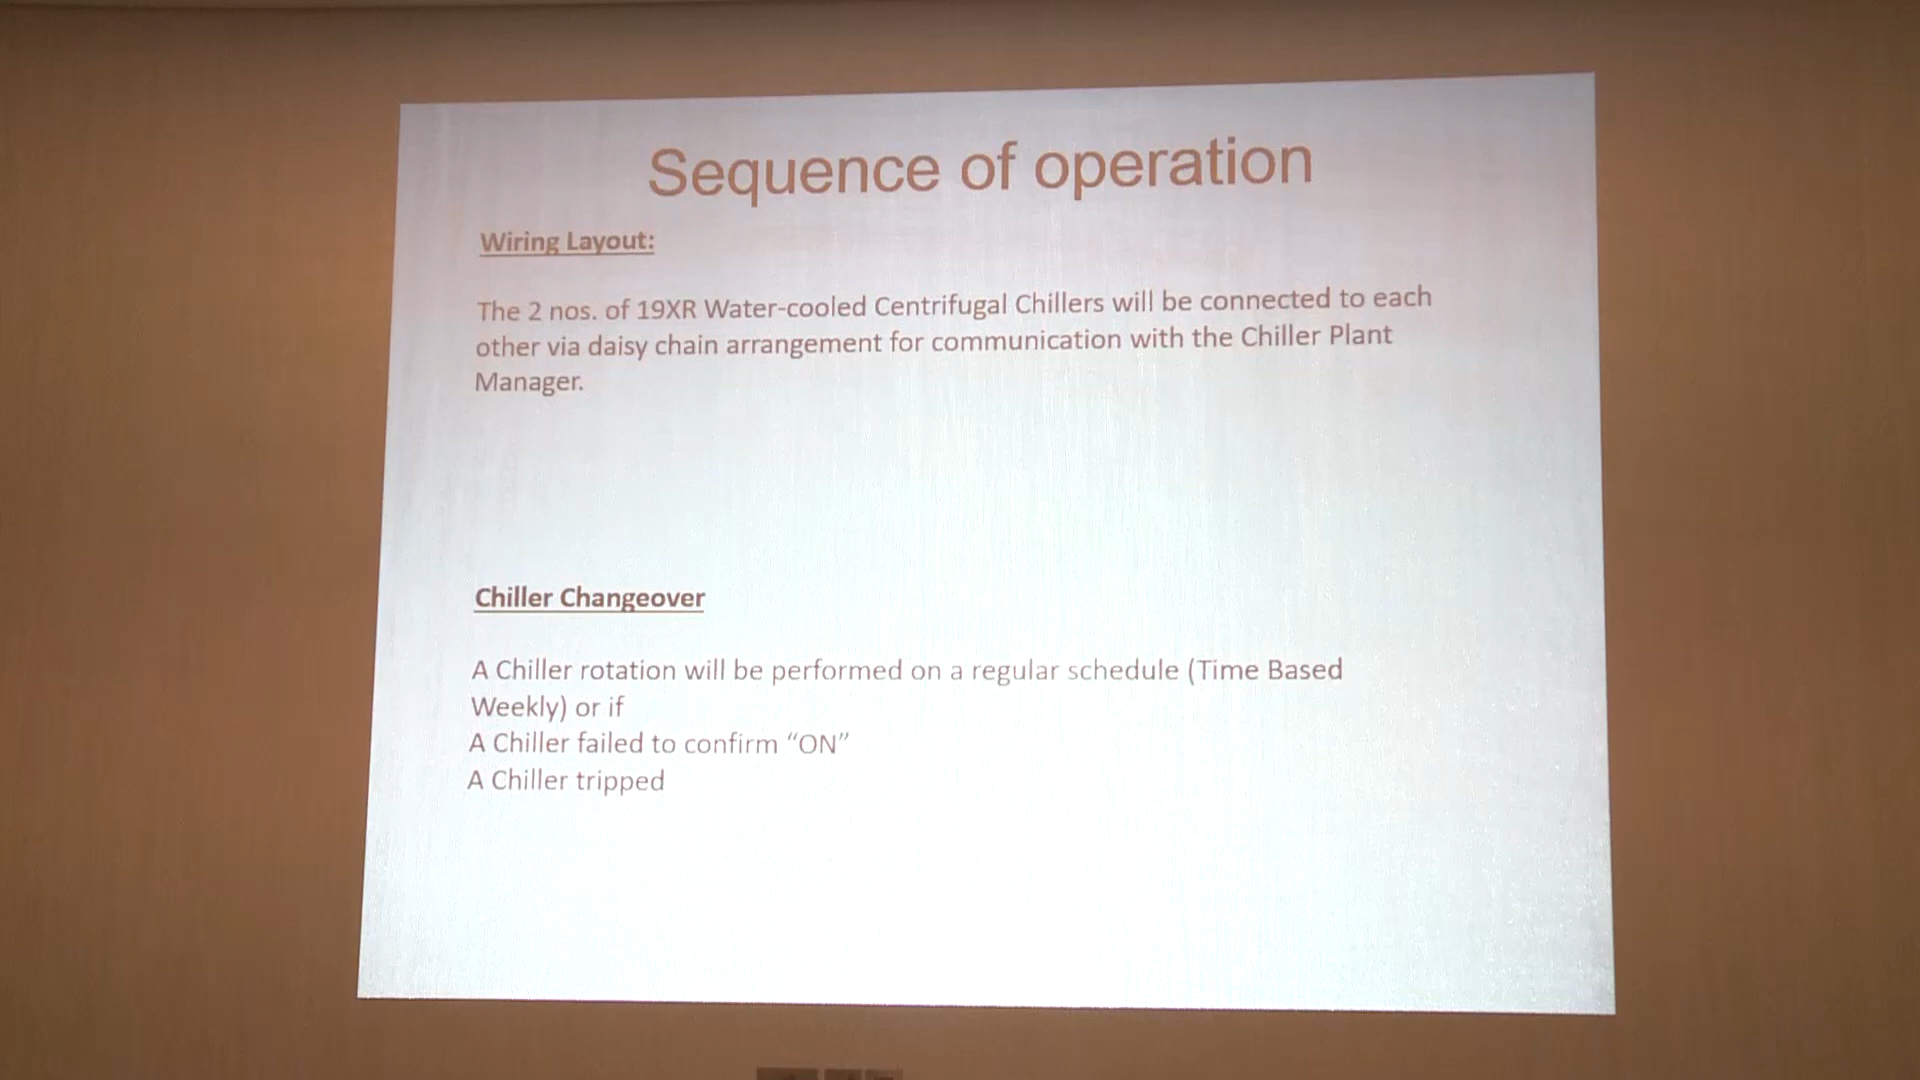 Sequence of operation
Wiring Layout:
The 2 nos. of 19XR Water-cooled Centrifugal Chillers will be connected to each
other via daisy chain arrangement for communication with the Chiller Plant
Manager.
Chiller Changeover
A Chiller rotation will be performed on a regular schedule (Time Based
Weekly) or if
A Chiller failed to confirm “ON”
A Chiller tripped